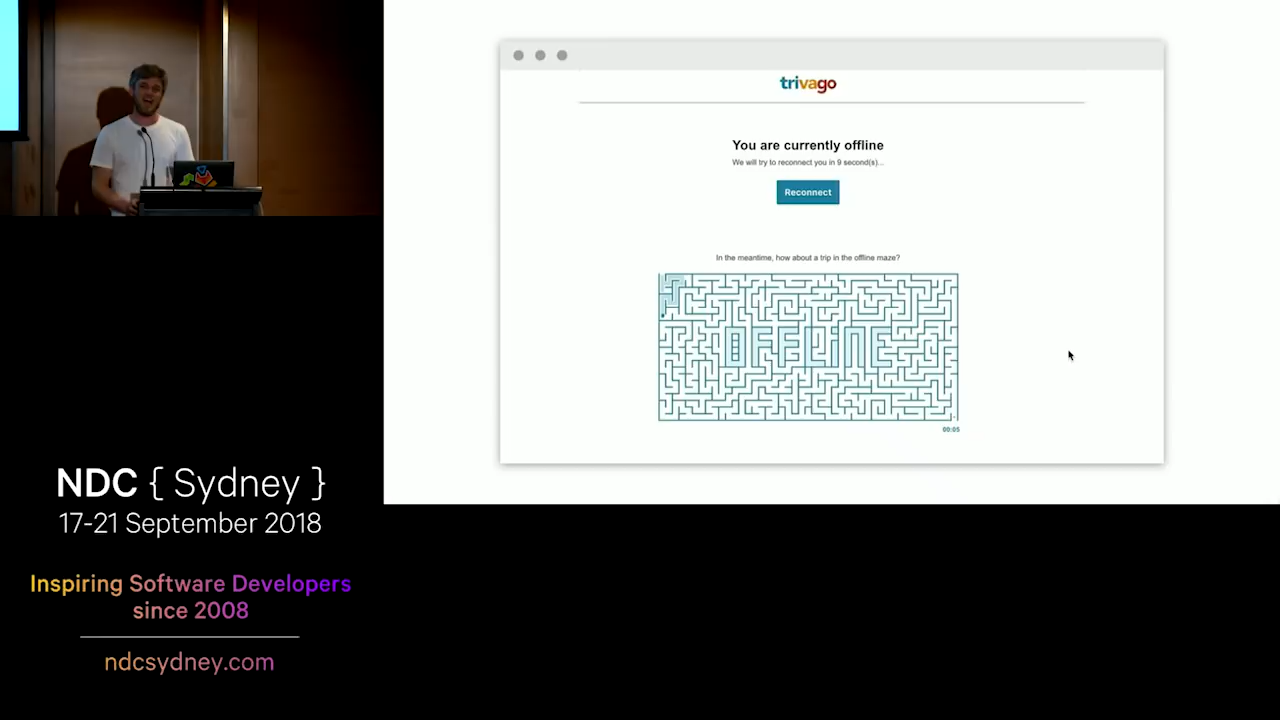 trivago
You are currently offline
We will try to reconnect you in 9 second(s)...
Reconnect
In the meantime, how about a trip in the offline maze?
OFFLiNE
00:05
NDC { Sydney }
17-21 September 2018
Inspiring Software Developers
since 2008
ndcsydney.com